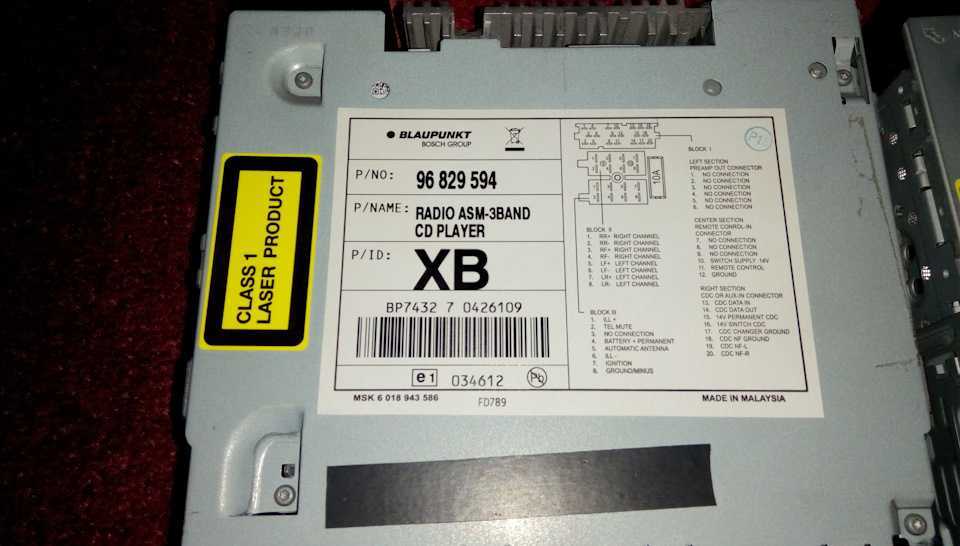 CLASS 1
LASER PRODUCT
BLAUPUNKT
BOSCH GROUP
P/NO: 96 829 594
P/NAME: RADIO ASM-3BAND
CD PLAYER
P/ID: XB
BP7432 7 0426109
e1 034612 Pb
MSK 6 018 943 586
FD789
10A
BLOCK I
LEFT SECTION
PREAMP OUT CONNECTOR
1. NO CONNECTION
2. NO CONNECTION
3. NO CONNECTION
4. NO CONNECTION
5. NO CONNECTION
6. NO CONNECTION
CENTER SECTION
REMOTE CONRDL-IN
CONNECTOR
7. NO CONNECTION
8. NO CONNECTION
9. NO CONNECTION
10. SWITCH SUPPLY 14V
11. REMOTE CONTROL
12. GROUND
RIGHT SECTION
CDC OR AUX-IN CONNECTOR
13. CDC DATA IN
14. CDC DATA OUT
15. 14V PERMANENT CDC
16. 14V SWITCH CDC
17. CDC CHANGER GROUND
18. CDC NF GROUND
19. CDC NF-L
20. CDC NF-R
BLOCK II
1. RR+ RIGHT CHANNEL
2. RR- RIGHT CHANNEL
3. RF+ RIGHT CHANNEL
4. RF- RIGHT CHANNEL
5. LF+ LEFT CHANNEL
6. LF- LEFT CHANNEL
7. LR+ LEFT CHANNEL
8. LR- LEFT CHANNEL
BLOCK III
1. ILL +
2. TEL MUTE
3. NO CONNECTION
4. BATTERY + PERMANENT
5. AUTOMATIC ANTENNA
6. ILL -
7. IGNITION
8. GROUND/MINUS
MADE IN MALAYSIA